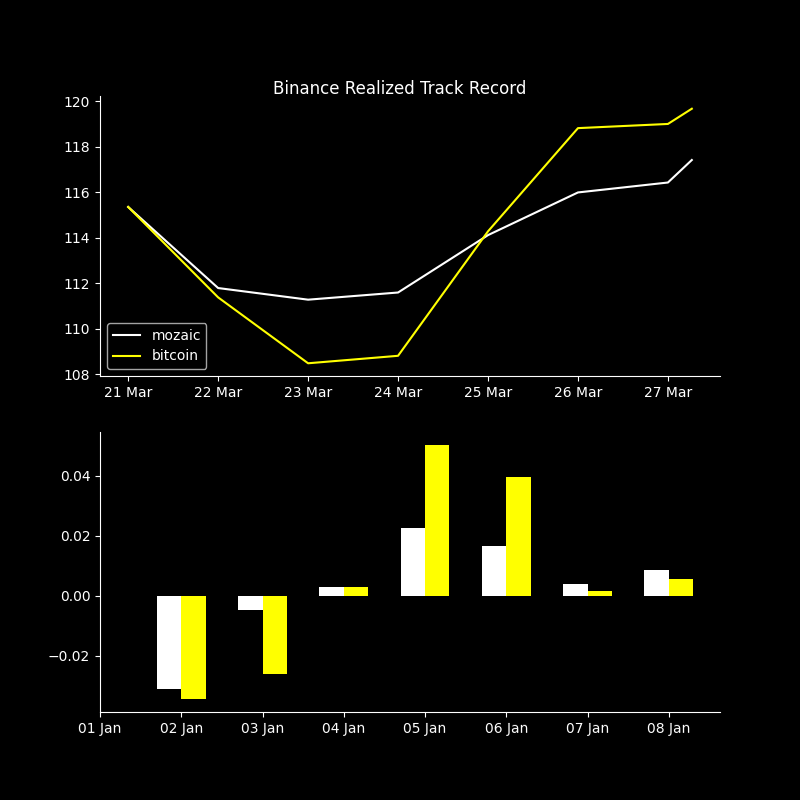 Binance Realized Track Record
120
118
116
114
112
110
108
mozaic
bitcoin
21 Mar 22 Mar 23 Mar 24 Mar 25 Mar 26 Mar 27 Mar
0.04
0.02
0.00
−0.02
01 Jan 02 Jan 03 Jan 04 Jan 05 Jan 06 Jan 07 Jan 08 Jan